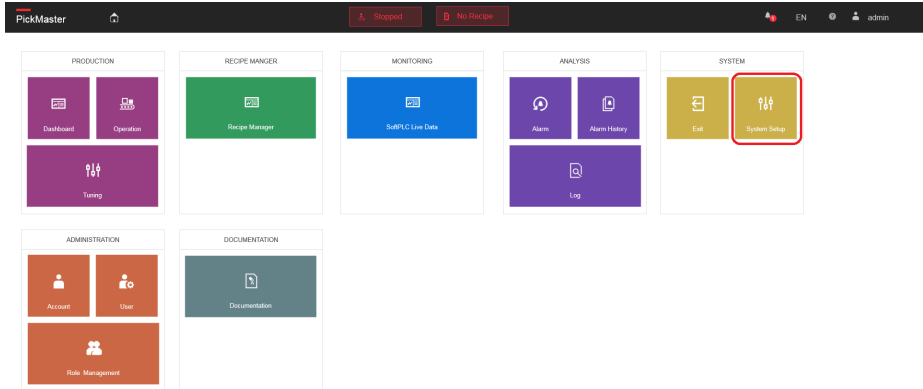 PickMaster
Stopped
No Recipe
1
EN
admin
PRODUCTION
RECIPE MANGER
MONITORING
ANALYSIS
SYSTEM
Dashboard
Operation
Recipe Manager
SoftPLC Live Data
Alarm
Alarm History
Exit
System Setup
Tuning
Log
ADMINISTRATION
DOCUMENTATION
Account
User
Documentation
Role Management